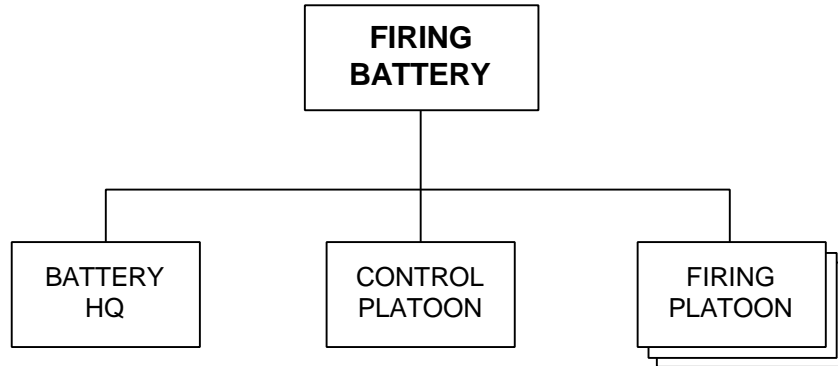 FIRING
BATTERY
BATTERY
HQ
CONTROL
PLATOON
FIRING
PLATOON